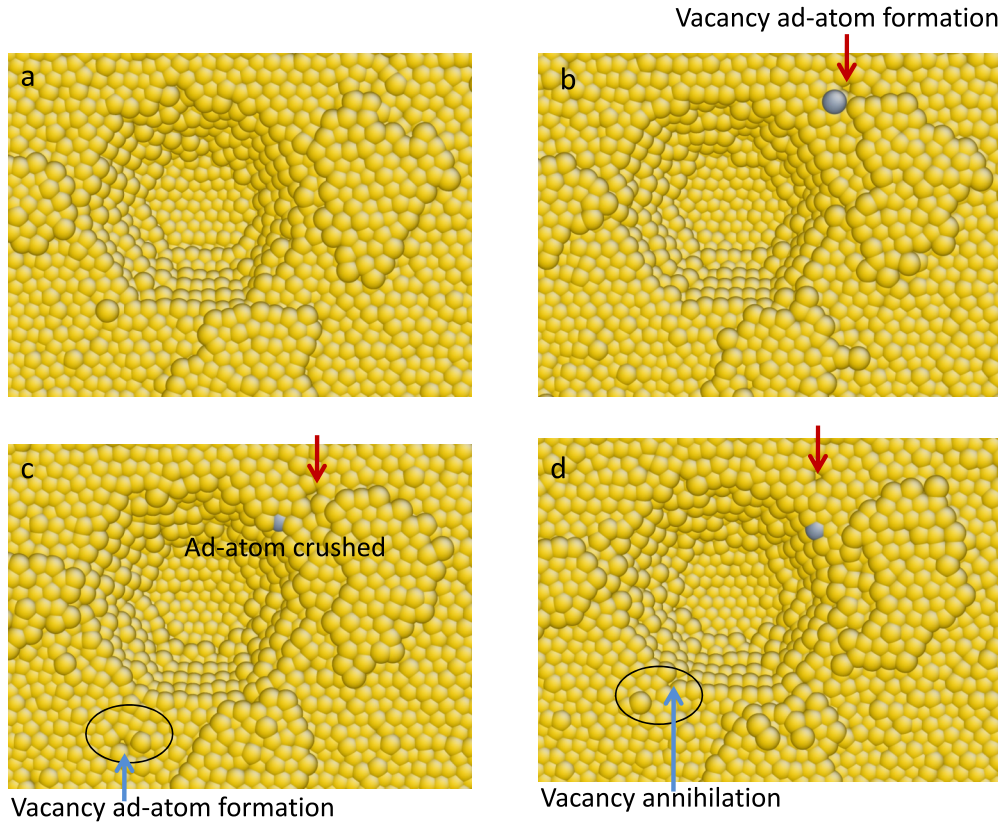 Vacancy ad-atom formation
a
b
c
d
Ad-atom crushed
Vacancy ad-atom formation
Vacancy annihilation